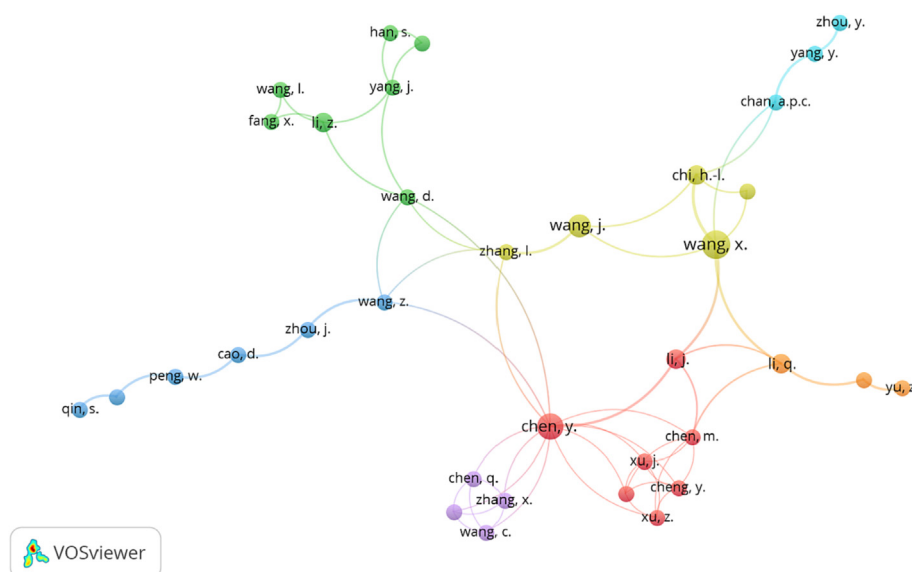 zhou, y.
han, s.
yang, y.
yang, j.
wang, l.
chan, a.p.c.
fang, x.
li, z.
chi, h.-l.
wang, d.
wang, j.
wang, x.
zhang, l.
wang, z.
zhou, j.
cao, d.
li, j.
li, q.
peng, w.
yu, z
qin, s.
chen, y.
chen, m.
xu, j.
chen, q.
cheng, y.
zhang, x.
xu, z.
wang, c.
VOSviewer